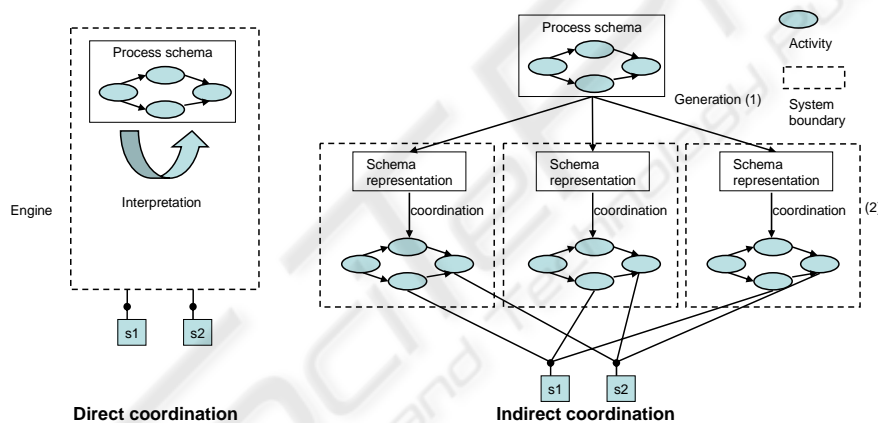 Process schema
Interpretation
Engine
s1
s2
Direct coordination
Process schema
Generation (1)
Activity
System
boundary
Schema
representation
coordination
Schema
representation
coordination
Schema
representation
coordination
(2)
s1
s2
Indirect coordination